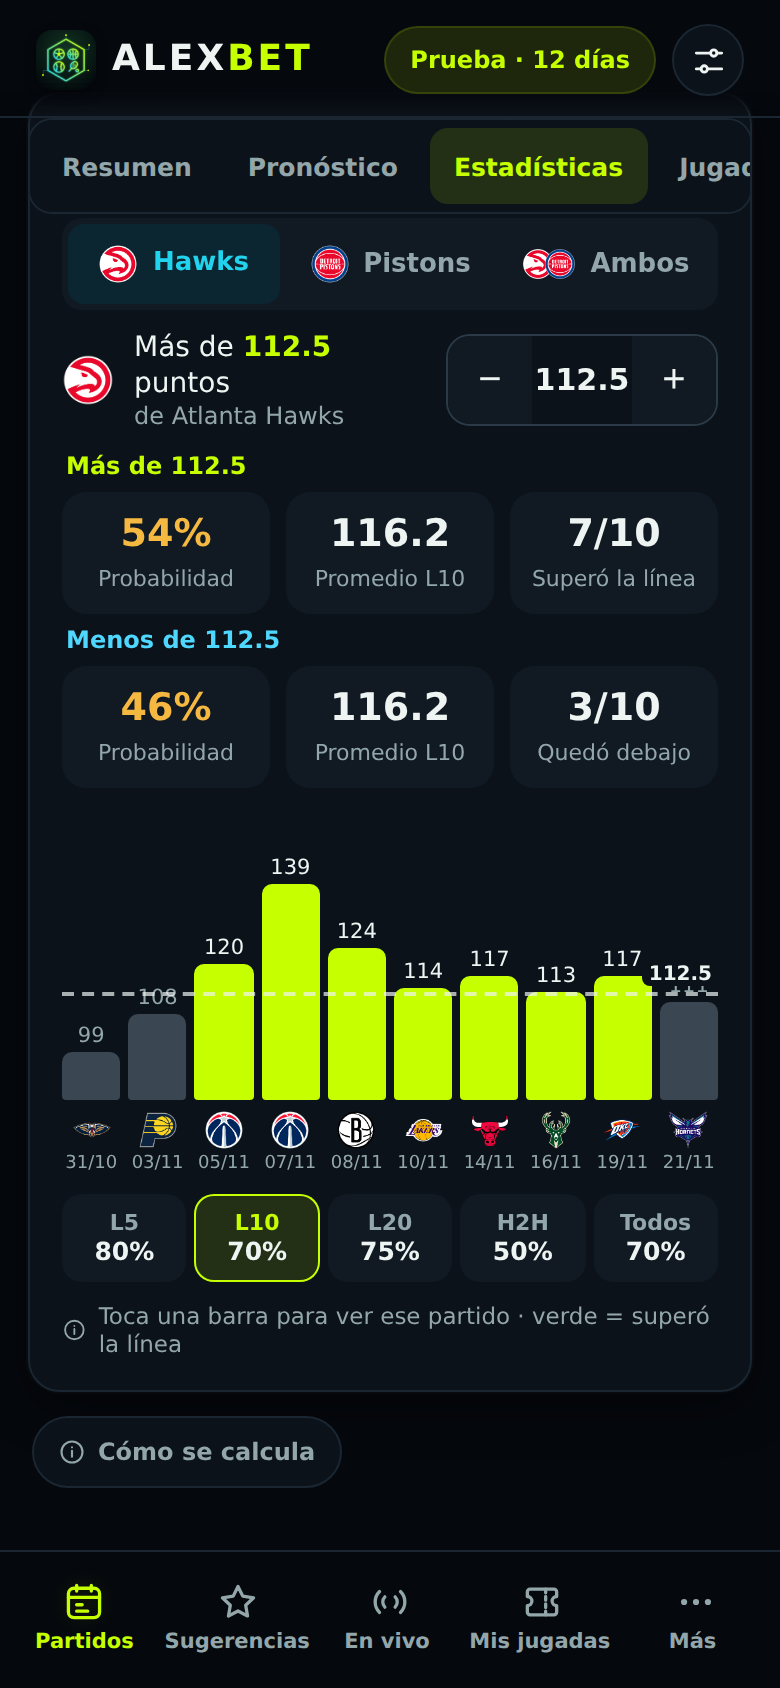 ALEXBET
Prueba · 12 días
Resumen
Pronóstico
Estadísticas
Jugad
Hawks
Pistons
Ambos
Más de 112.5
puntos
de Atlanta Hawks
− 112.5 +
Más de 112.5
54%
116.2
7/10
Probabilidad
Promedio L10
Superó la línea
Menos de 112.5
46%
116.2
3/10
Probabilidad
Promedio L10
Quedó debajo
139
124
120
117
117
114
113
112.5
108
99
31/10 03/11 05/11 07/11 08/11 10/11 14/11 16/11 19/11 21/11
L5
L10
L20
H2H
Todos
80%
70%
75%
50%
70%
Toca una barra para ver ese partido · verde = superó
la línea
Cómo se calcula
Partidos
Sugerencias
En vivo
Mis jugadas
Más